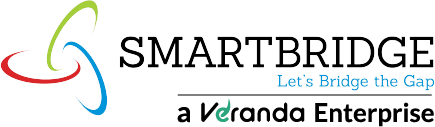 SMARTBRIDGE
Let's Bridge the Gap
a Veranda Enterprise